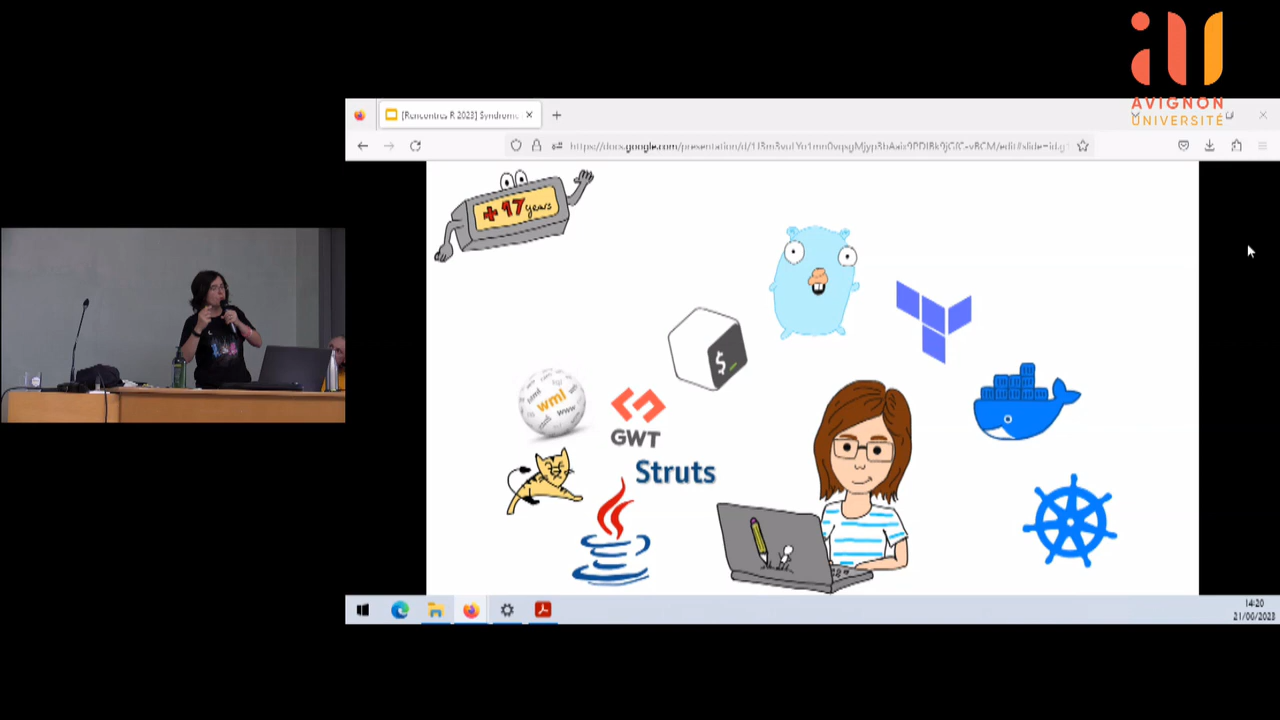 AVIGNON
UNIVERSITÉ
[Rencontres R 2023] Syndrome
+17 years
$
wml
www
GWT
Struts
14:20
21/06/2023